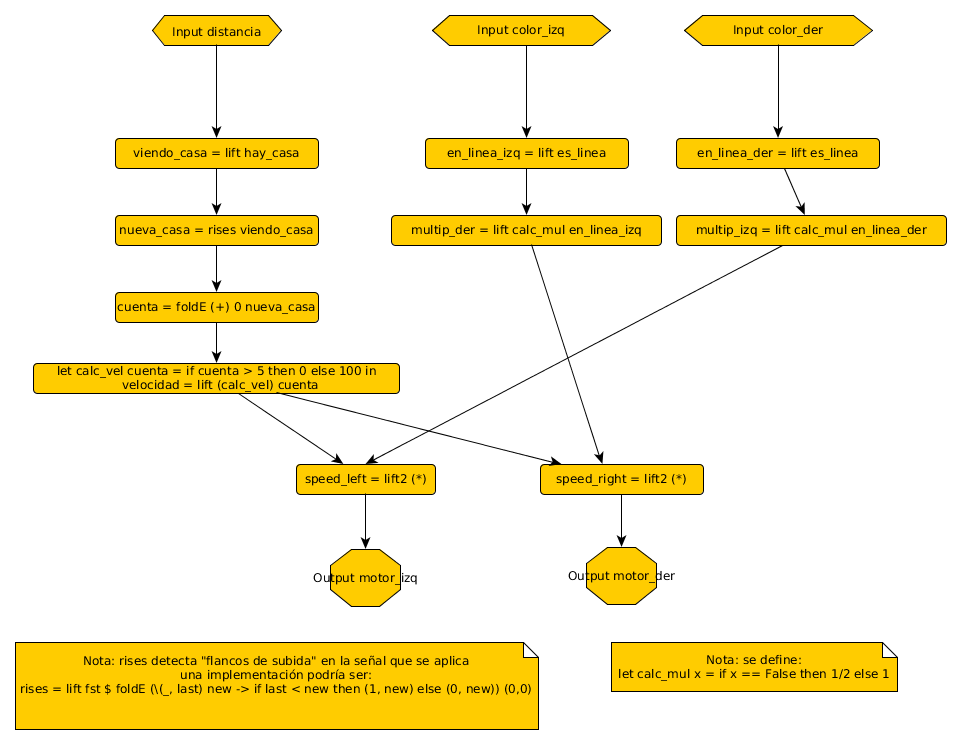 Input distancia
Input color_izq
Input color_der
viendo_casa = lift hay_casa
en_linea_izq = lift es_linea
en_linea_der = lift es_linea
nueva_casa = rises viendo_casa
multip_der = lift calc_mul en_linea_izq
multip_izq = lift calc_mul en_linea_der
cuenta = foldE (+) 0 nueva_casa
let calc_vel cuenta = if cuenta > 5 then 0 else 100 in
velocidad = lift (calc_vel) cuenta
speed_left = lift2 (*)
speed_right = lift2 (*)
Output motor_izq
Output motor_der
Nota: rises detecta "flancos de subida" en la señal que se aplica
una implementación podría ser:
rises = lift fst $ foldE (\(_, last) new -> if last < new then (1, new) else (0, new)) (0,0)
Nota: se define:
let calc_mul x = if x == False then 1/2 else 1